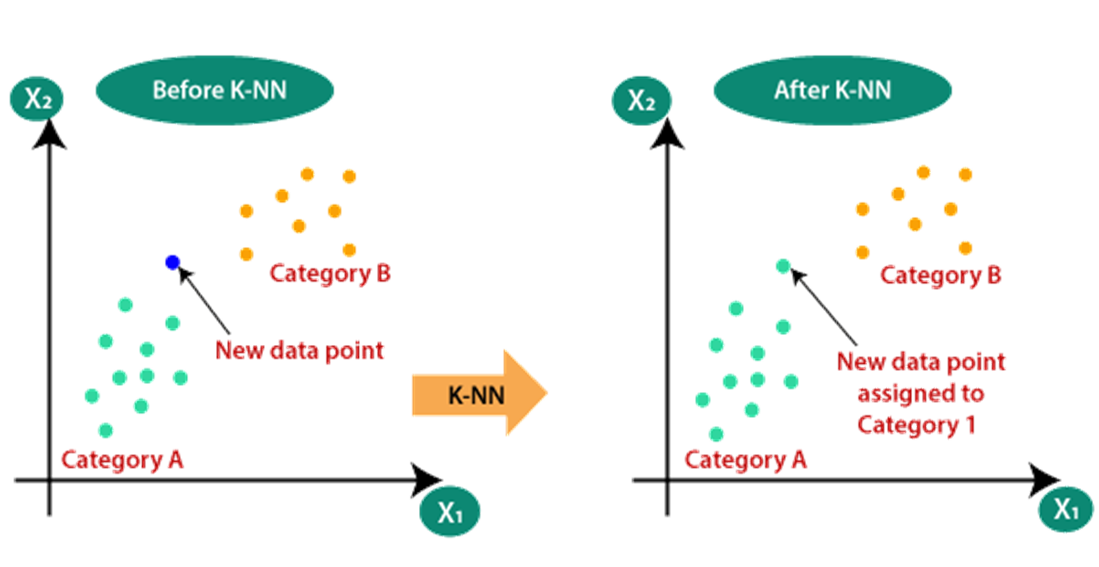 Before K-NN
X₂
Category B
New data point
Category A
X₁
K-NN
After K-NN
X₂
Category B
New data point
assigned to
Category 1
Category A
X₁